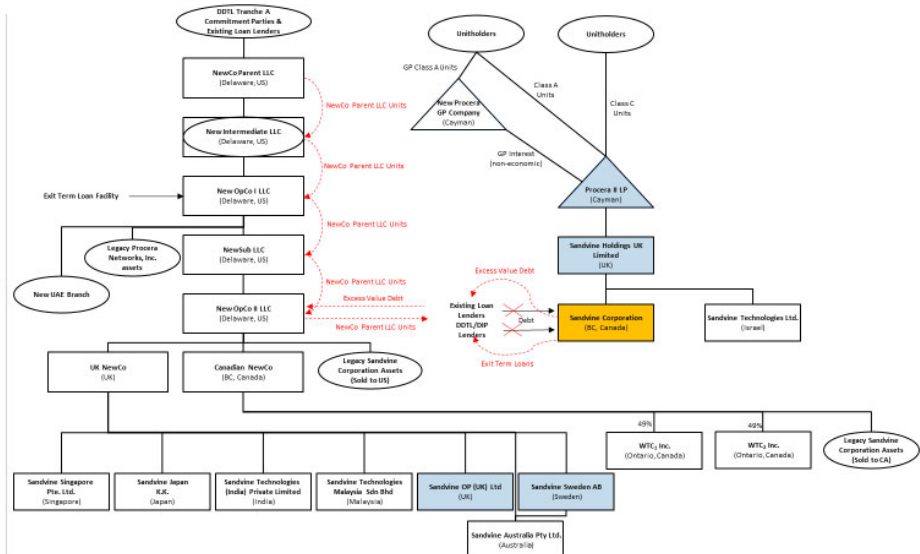 DDTL Tranche A
Commitment Parties &
Existing Loan Lenders
NewCo Parent LLC
(Delaware, US)
NewCo Parent LLC Units
New Intermediate LLC
(Delaware, US)
NewCo Parent LLC Units
Exit Term Loan Facility
New OpCo I LLC
(Delaware, US)
NewCo Parent LLC Units
Legacy Procera
Networks, Inc.
assets
New UAE Branch
NewSub LLC
(Delaware, US)
NewCo Parent LLC Units
New OpCo II LLC
(Delaware, US)
Excess Value Debt
NewCo Parent LLC Units
UK NewCo
(UK)
Canadian NewCo
(BC, Canada)
Legacy Sandvine
Corporation Assets
(Sold to US)
Unitholders
Unitholders
GP Class A Units
Class A
Units
Class C
Units
New Procera
GP Company
(Cayman)
GP Interest
(non-economic)
Procera II LP
(Cayman)
Sandvine Holdings UK
Limited
(UK)
Excess Value Debt
Existing Loan
Lenders
DDTL/DIP
Lenders
Debt
Sandvine Corporation
(BC, Canada)
Sandvine Technologies Ltd.
(Israel)
Exit Term Loans
49%
WTC₁ Inc.
(Ontario, Canada)
49%
WTC₂ Inc.
(Ontario, Canada)
Legacy Sandvine
Corporation Assets
(Sold to CA)
Sandvine Singapore
Pte. Ltd.
(Singapore)
Sandvine Japan
K.K.
(Japan)
Sandvine Technologies
(India) Private Limited
(India)
Sandvine Technologies
Malaysia Sdn Bhd
(Malaysia)
Sandvine OP (UK) Ltd
(UK)
Sandvine Sweden AB
(Sweden)
Sandvine Australia Pty Ltd.
(Australia)